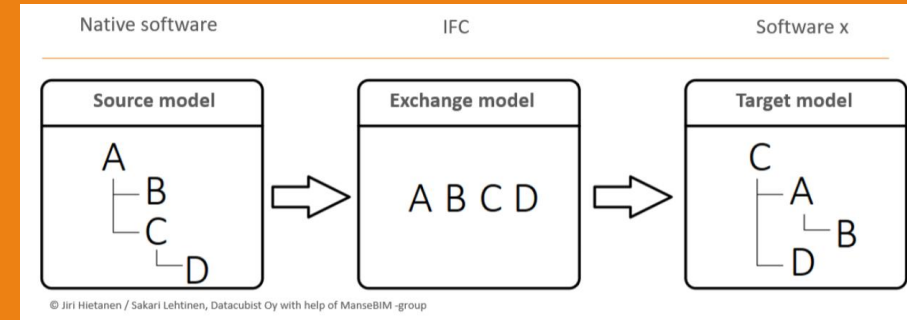 Native software
IFC
Software x
Source model
Exchange model
Target model
A
B
C
D
A B C D
C
A
B
D
© Jiri Hietanen / Sakari Lehtinen, Datacubist Oy with help of ManseBIM -group